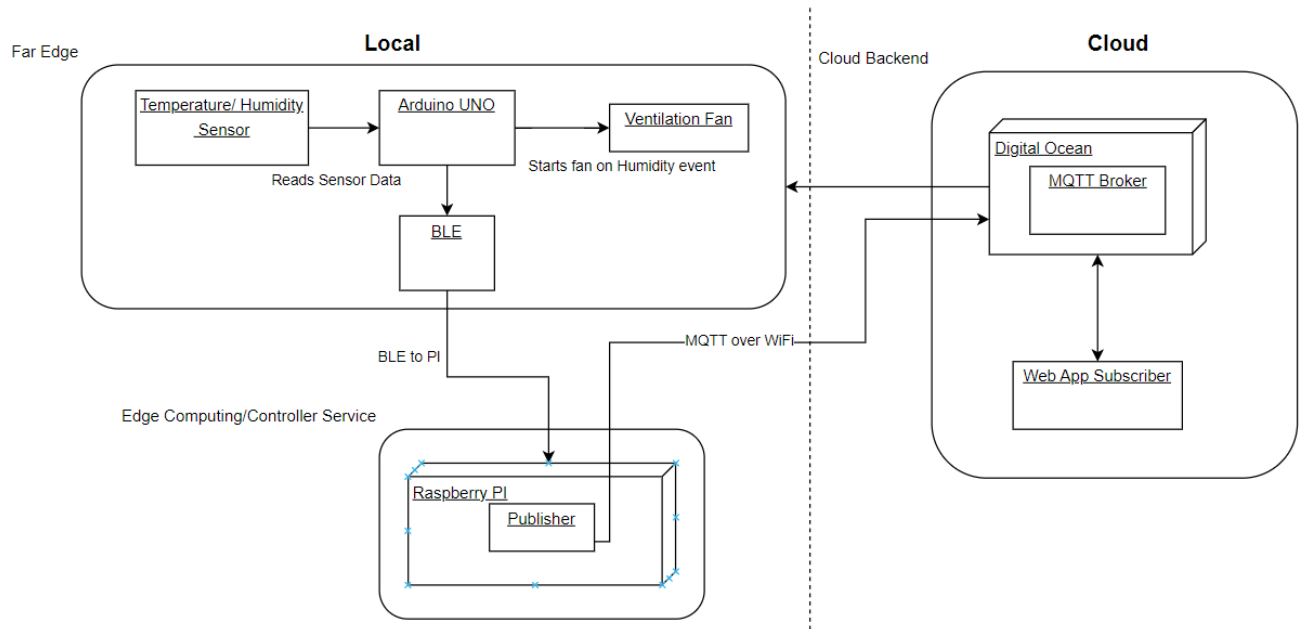 Local
Cloud
Far Edge
Cloud Backend
Temperature/ Humidity
Sensor
Arduino UNO
Ventilation Fan
Digital Ocean
MQTT Broker
Reads Sensor Data
Starts fan on Humidity event
BLE
MQTT over WiFi
BLE to PI
Web App Subscriber
Edge Computing/Controller Service
Raspberry PI
Publisher